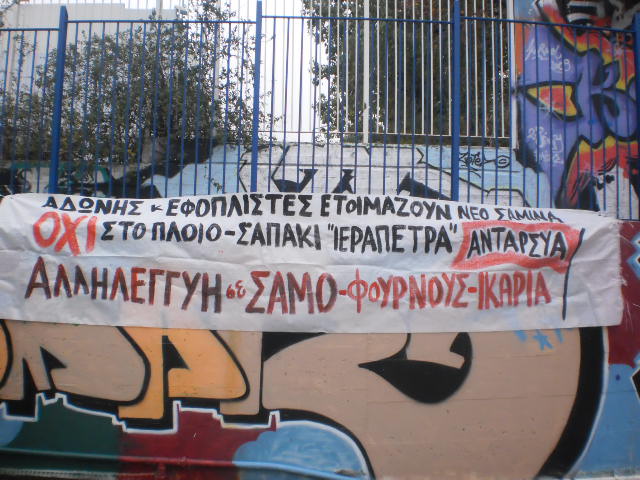 ΑΔΩΝΗΣ κ ΕΦΟΠΛΙΣΤΕΣ ΕΤΟΙΜΑΖΟΥΝ ΝΕΟ ΣΑΜΙΝΑ
ΟΧΙ ΣΤΟ ΠΛΟΙΟ-ΣΑΠΑΚΙ "ΙΕΡΑΠΕΤΡΑ" ΑΝΤΑΡΣΥΑ
ΑΛΛΗΛΕΓΓΥΗ σε ΣΑΜΟ-ΦΟΥΡΝΟΥΣ-ΙΚΑΡΙΑ